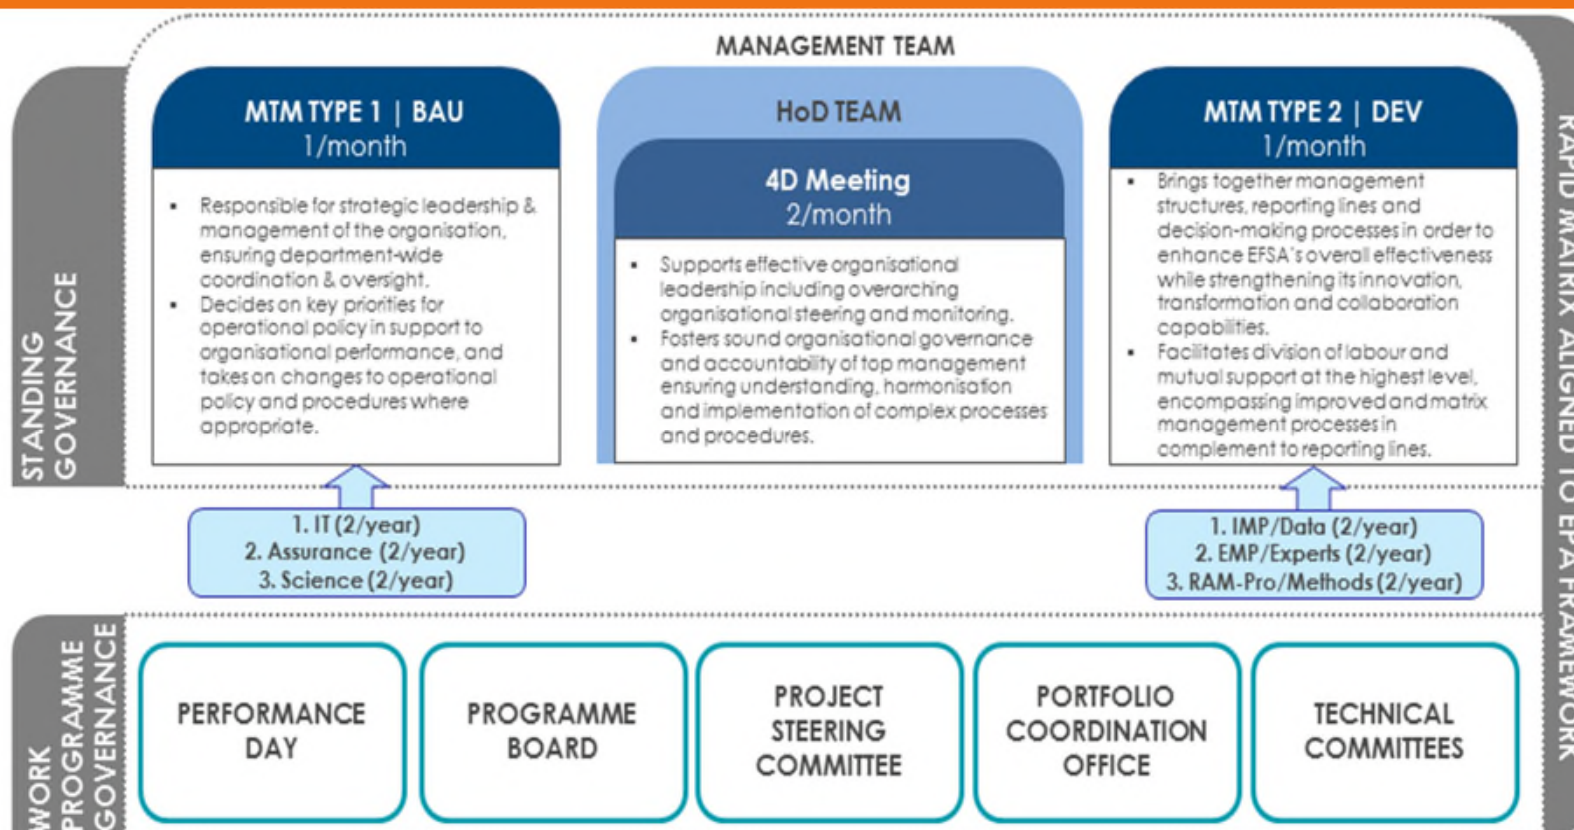 MANAGEMENT TEAM
STANDING
GOVERNANCE
MTM TYPE 1 | BAU
1/month
▪ Responsible for strategic leadership &
management of the organisation,
ensuring department-wide
coordination & oversight.
▪ Decides on key priorities for
operational policy in support to
organisational performance, and
takes on changes to operational
policy and procedures where
appropriate.
HoD TEAM
4D Meeting
2/month
▪ Supports effective organisational
leadership including overarching
organisational steering and monitoring.
▪ Fosters sound organisational governance
and accountability of top management
ensuring understanding, harmonisation
and implementation of complex processes
and procedures.
MTM TYPE 2 | DEV
1/month
▪ Brings together management
structures, reporting lines and
decision-making processes in order to
enhance EFSA's overall effectiveness
while strengthening its innovation,
transformation and collaboration
capabilities.
▪ Facilitates division of labour and
mutual support at the highest level,
encompassing improved and matrix
management processes in
complement to reporting lines.
1. IT (2/year)
2. Assurance (2/year)
3. Science (2/year)
1. IMP/Data (2/year)
2. EMP/Experts (2/year)
3. RAM-Pro/Methods (2/year)
WORK
PROGRAMME
GOVERNANCE
PERFORMANCE
DAY
PROGRAMME
BOARD
PROJECT
STEERING
COMMITTEE
PORTFOLIO
COORDINATION
OFFICE
TECHNICAL
COMMITTEES
RAPID MATRIX ALIGNED TO EPA FRAMEWORK